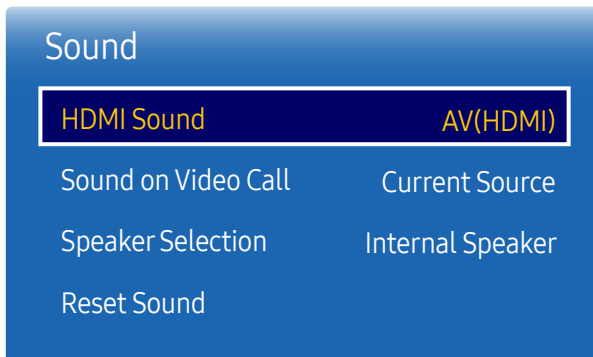 Sound
HDMI Sound AV(HDMI)
Sound on Video Call Current Source
Speaker Selection Internal Speaker
Reset Sound